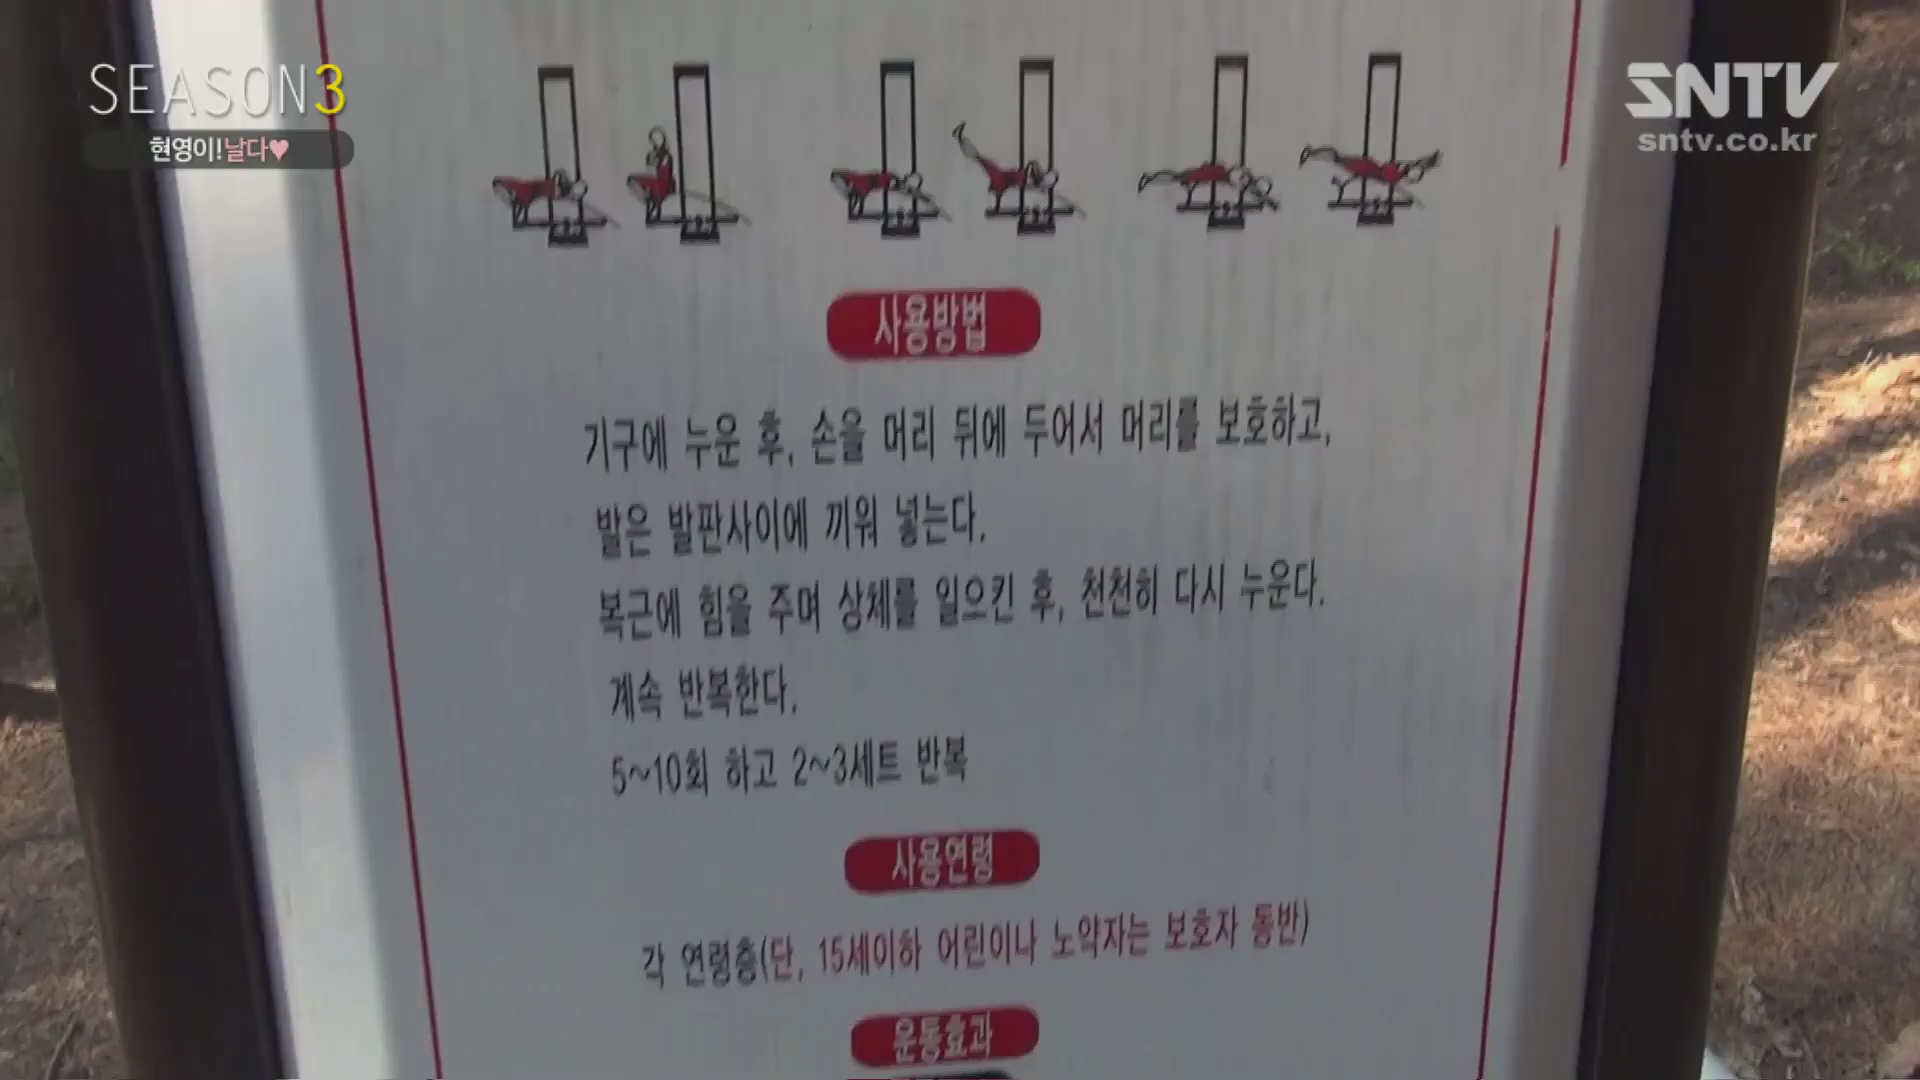 SEASON3
현영이!날다♥
SNTV
sntv.co.kr
사용방법
기구에 누운 후, 손을 머리 뒤에 두어서 머리를 보호하고,
발은 발판사이에 끼워 넣는다.
복근에 힘을 주며 상체를 일으킨 후, 천천히 다시 누운다.
계속 반복한다.
5~10회 하고 2~3세트 반복
사용연령
각 연령층(단, 15세이하 어린이나 노약자는 보호자 동반)
운동효과